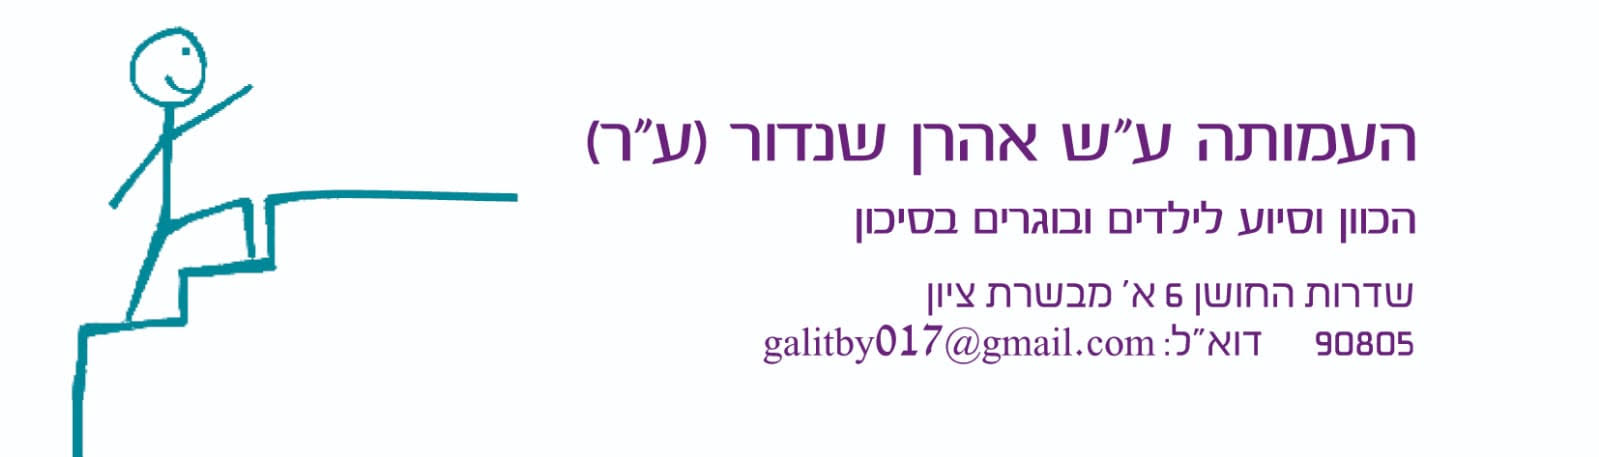 העמותה ע"ש אהרן שנדור (ע"ר)
הכוון וסיוע לילדים ובוגרים בסיכון
שדרות החושן 6 א' מבשרת ציון
90805 דוא"ל: galitby017@gmail.com